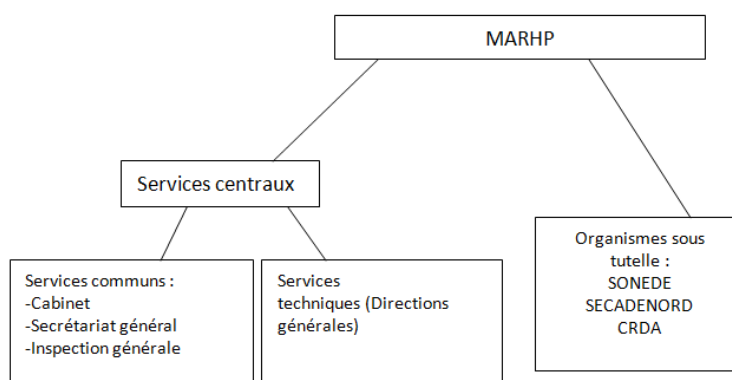 MARHP
Services centraux
Services communs :
-Cabinet
-Secrétariat général
-Inspection générale
Services
techniques (Directions
générales)
Organismes sous
tutelle :
SONEDE
SECADENORD
CRDA